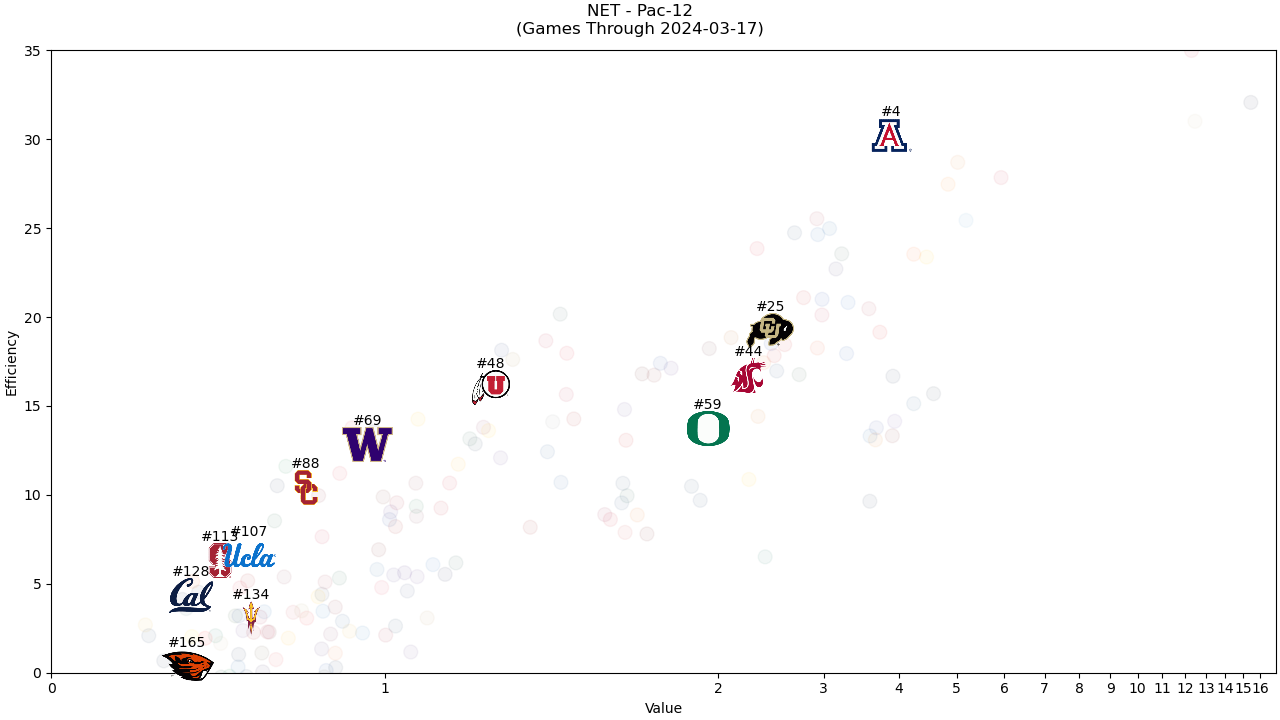 NET - Pac-12
(Games Through 2024-03-17)
35
30
25
20
15
10
5
0
Efficiency
#4
A
#25
CU
#44
#48
U
#59
O
#69
W
#88
SC
#107
#113
Ucla
#128
Cal
#134
#165
0 1 2 3 4 5 6 7 8 9 10 11 12 13 14 15 16
Value